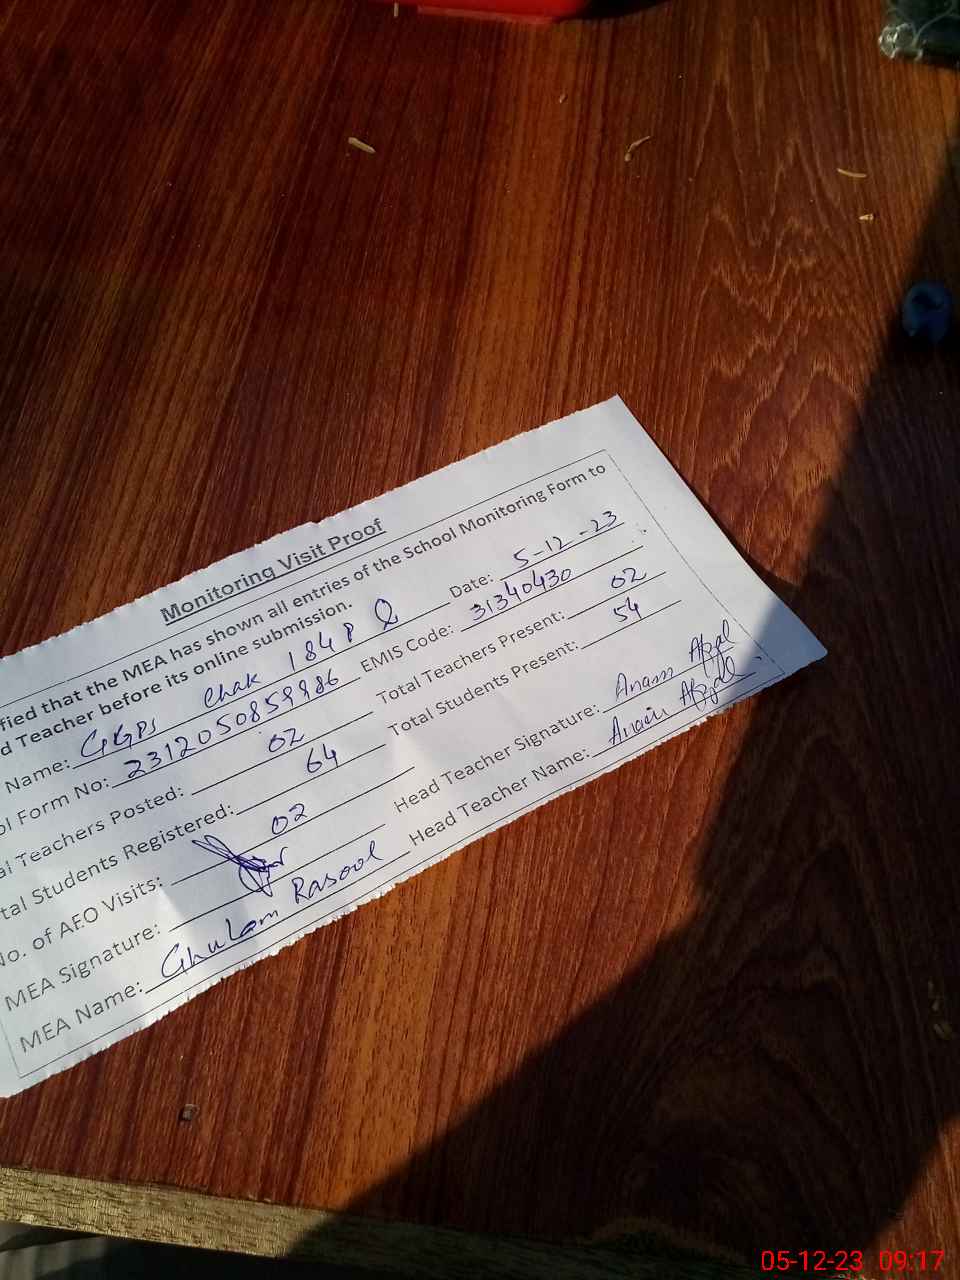 Monitoring Visit Proof
fied that the MEA has shown all entries of the School Monitoring Form to
d Teacher before its online submission.
Name: GGPS Chak 184 P Date: 5-12-23
ol Form No: 2312050859986 EMIS Code: 31340430
al Teachers Posted: 02 Total Teachers Present: 02
tal Students Registered: 64 Total Students Present: 54
No. of AEO Visits: 02
MEA Signature: Head Teacher Signature: Anam Afzal
MEA Name: Ghulam Rasool Head Teacher Name: Anam Afzal
05-12-23 09:17